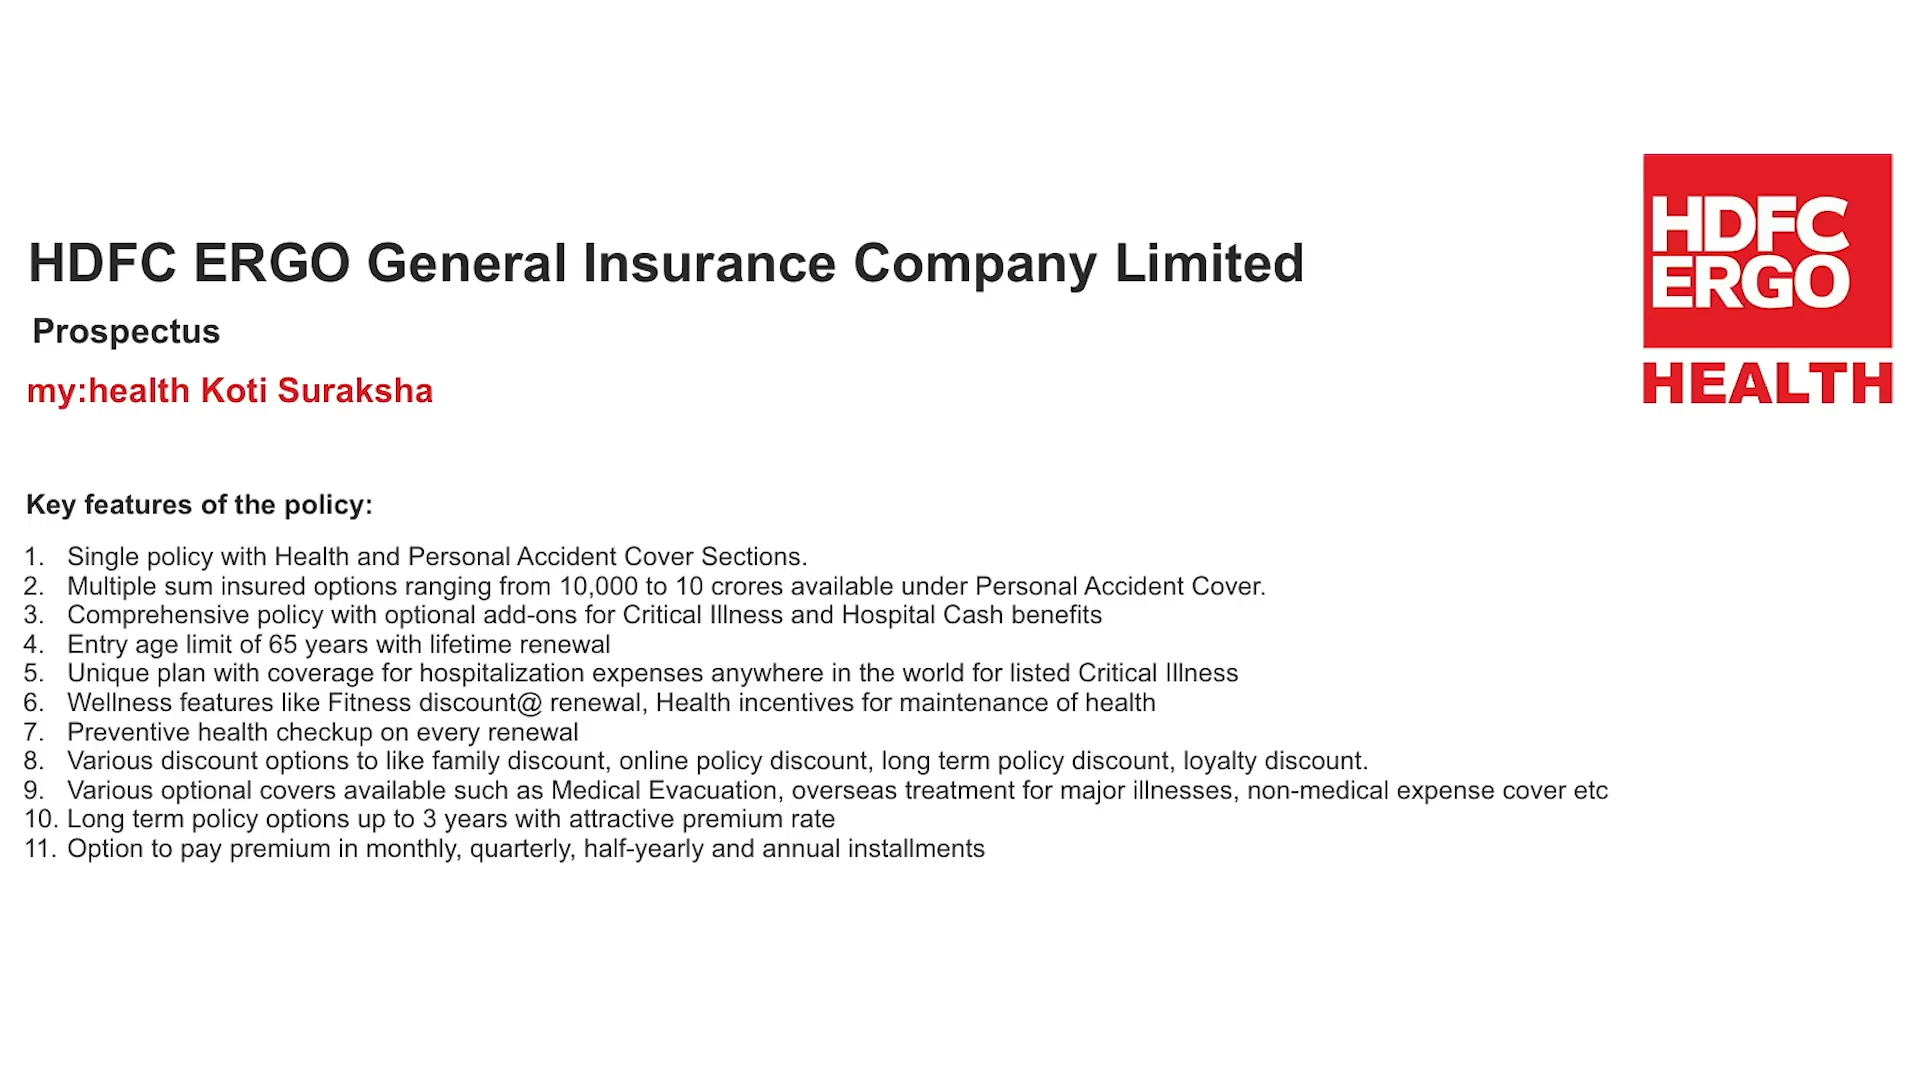 HDFC ERGO General Insurance Company Limited
Prospectus
my:health Koti Suraksha
HDFC
ERGO
HEALTH
Key features of the policy:
1. Single policy with Health and Personal Accident Cover Sections.
2. Multiple sum insured options ranging from 10,000 to 10 crores available under Personal Accident Cover.
3. Comprehensive policy with optional add-ons for Critical Illness and Hospital Cash benefits
4. Entry age limit of 65 years with lifetime renewal
5. Unique plan with coverage for hospitalization expenses anywhere in the world for listed Critical Illness
6. Wellness features like Fitness discount@ renewal, Health incentives for maintenance of health
7. Preventive health checkup on every renewal
8. Various discount options to like family discount, online policy discount, long term policy discount, loyalty discount.
9. Various optional covers available such as Medical Evacuation, overseas treatment for major illnesses, non-medical expense cover etc
10. Long term policy options up to 3 years with attractive premium rate
11. Option to pay premium in monthly, quarterly, half-yearly and annual installments